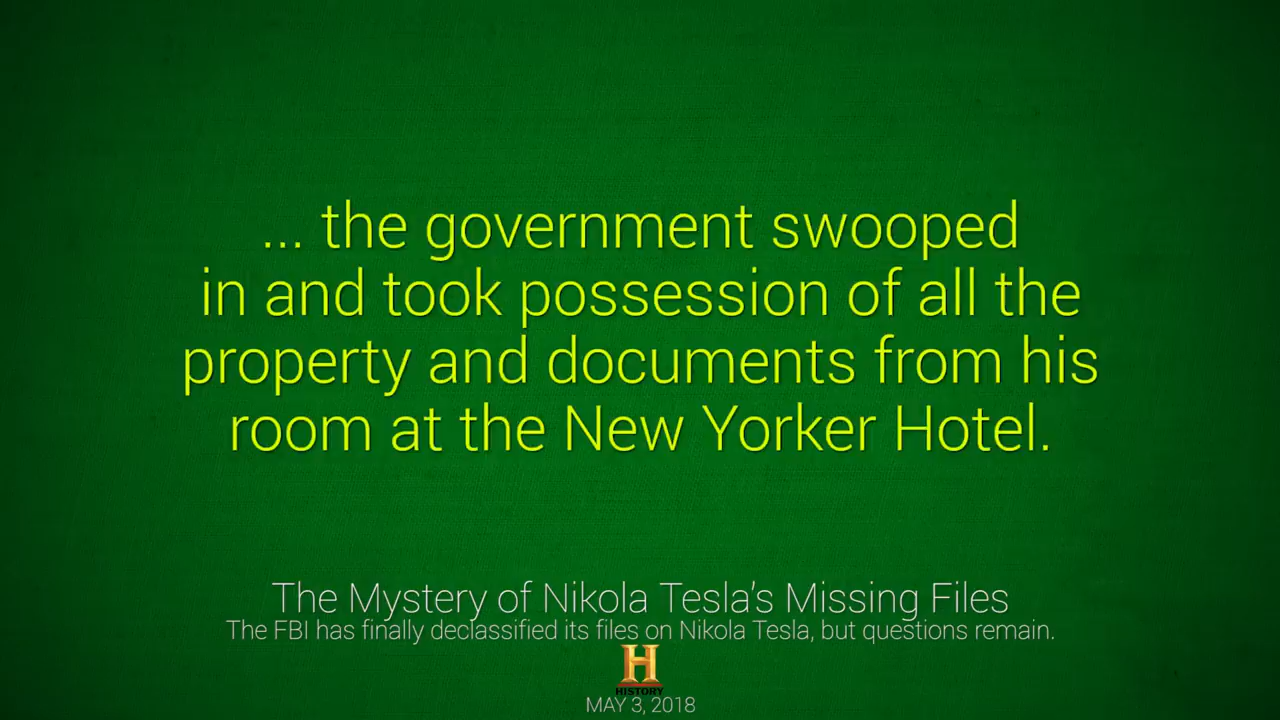 ... the government swooped
in and took possession of all the
property and documents from his
room at the New Yorker Hotel.
The Mystery of Nikola Tesla's Missing Files
The FBI has finally declassified its files on Nikola Tesla, but questions remain.
H
HISTORY
MAY 3, 2018